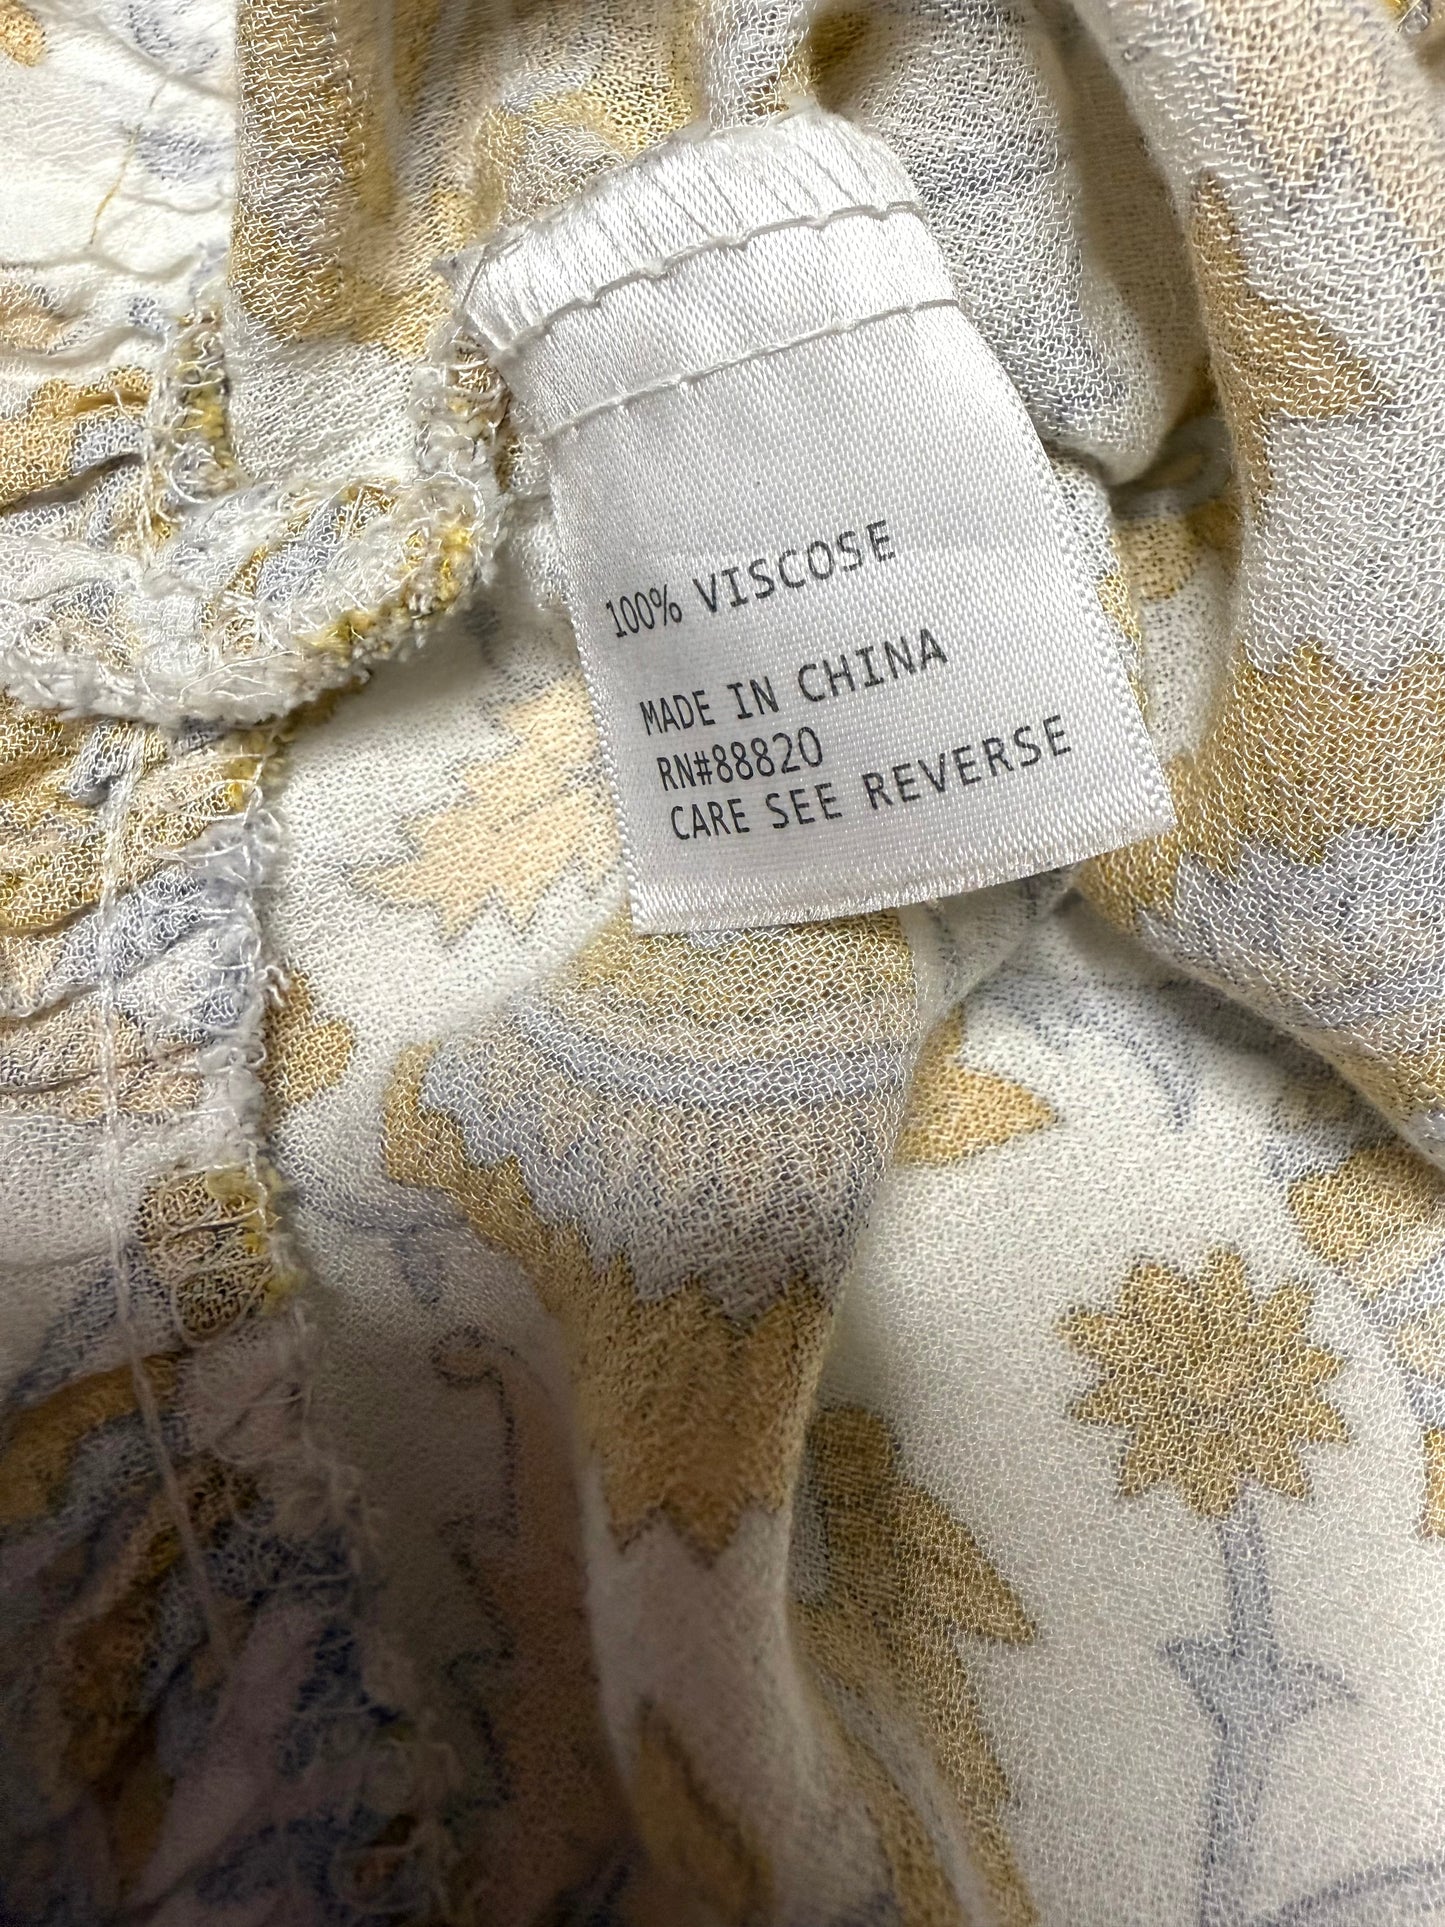 100% VISCOSE
MADE IN CHINA
RN#88820
CARE SEE REVERSE